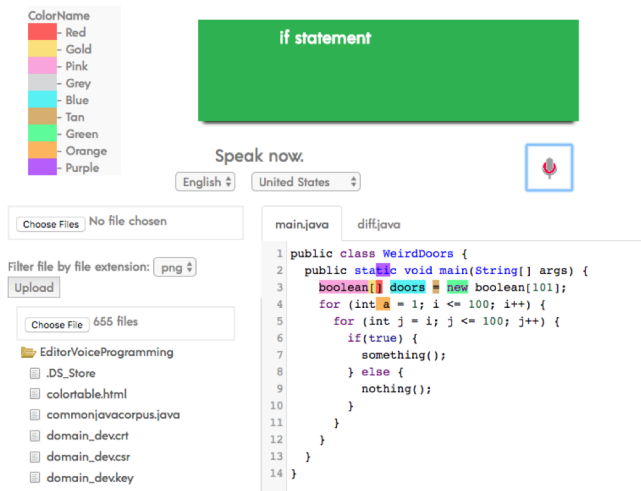 ColorName
- Red
- Gold
- Pink
- Grey
- Blue
- Tan
- Green
- Orange
- Purple
if statement
Speak now.
English
United States
Choose Files No file chosen
Filter file by file extension: png
Upload
Choose File 655 files
EditorVoiceProgramming
.DS_Store
colortable.html
commonjavacorpus.java
domain_dev.crt
domain_dev.csr
domain_dev.key
main.java diff.java
1 public class WeirdDoors {
2 public static void main(String[] args) {
3 boolean[] doors = new boolean[101];
4 for (int a = 1; i <= 100; i++) {
5 for (int j = i; j <= 100; j++) {
6 if(true) {
7 something();
8 } else {
9 nothing();
10 }
11 }
12 }
13 }
14 }